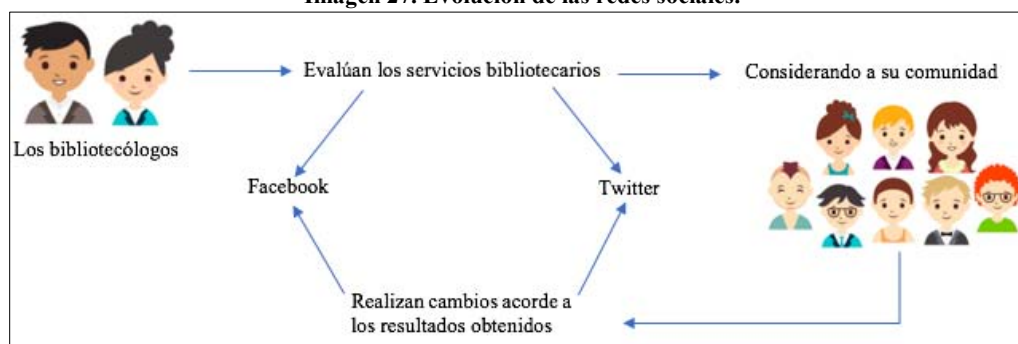 Imagen 27. Evolución de las redes sociales.
Evalúan los servicios bibliotecarios
Considerando a su comunidad
Los bibliotecólogos
Facebook
Twitter
Realizan cambios acorde a
los resultados obtenidos